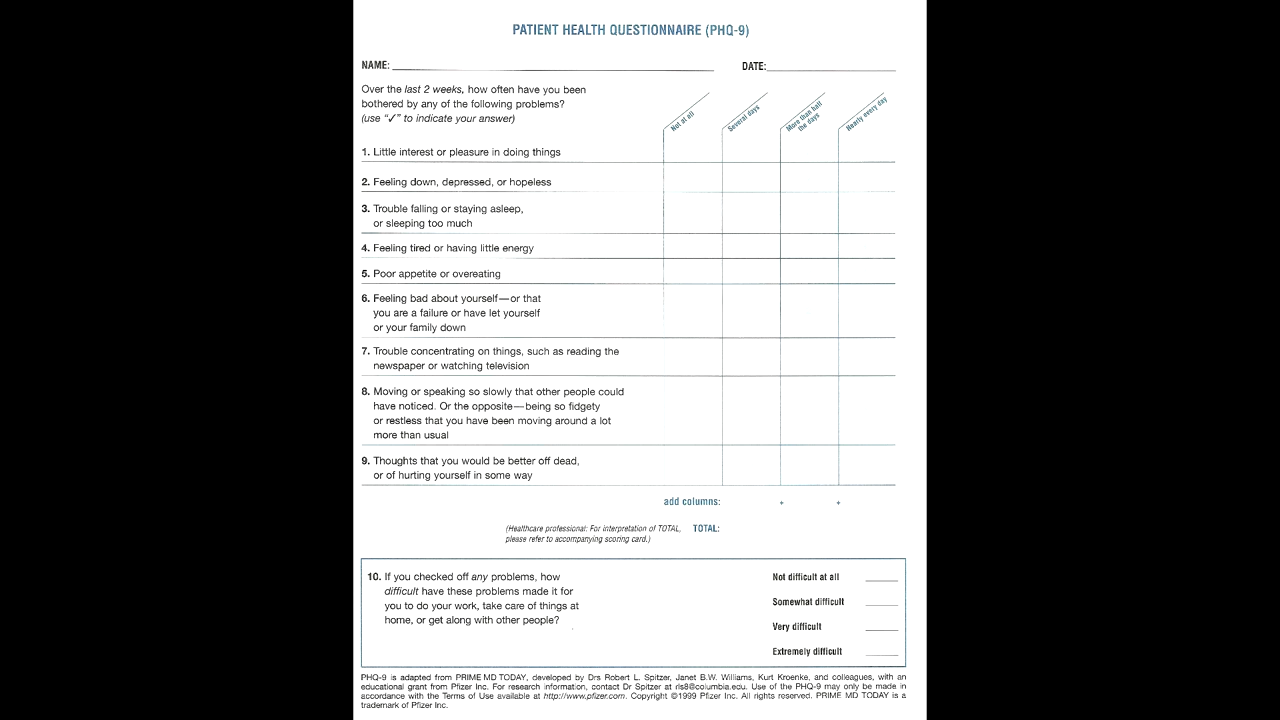 PATIENT HEALTH QUESTIONNAIRE (PHQ-9)
NAME: DATE:
Over the last 2 weeks, how often have you been
bothered by any of the following problems?
(use “✓” to indicate your answer)
Not at all
Several days
More than half
the days
Nearly every day
1. Little interest or pleasure in doing things
2. Feeling down, depressed, or hopeless
3. Trouble falling or staying asleep,
or sleeping too much
4. Feeling tired or having little energy
5. Poor appetite or overeating
6. Feeling bad about yourself—or that
you are a failure or have let yourself
or your family down
7. Trouble concentrating on things, such as reading the
newspaper or watching television
8. Moving or speaking so slowly that other people could
have noticed. Or the opposite—being so fidgety
or restless that you have been moving around a lot
more than usual
9. Thoughts that you would be better off dead,
or of hurting yourself in some way
add columns: + +
(Healthcare professional: For interpretation of TOTAL, TOTAL:
please refer to accompanying scoring card.)
10. If you checked off any problems, how
difficult have these problems made it for
you to do your work, take care of things at
home, or get along with other people?
Not difficult at all
Somewhat difficult
Very difficult
Extremely difficult
PHQ-9 is adapted from PRIME MD TODAY, developed by Drs Robert L. Spitzer, Janet B.W. Williams, Kurt Kroenke, and colleagues, with an
educational grant from Pfizer Inc. For research information, contact Dr Spitzer at rls8@columbia.edu. Use of the PHQ-9 may only be made in
accordance with the Terms of Use available at http://www.pfizer.com. Copyright ©1999 Pfizer Inc. All rights reserved. PRIME MD TODAY is a
trademark of Pfizer Inc.